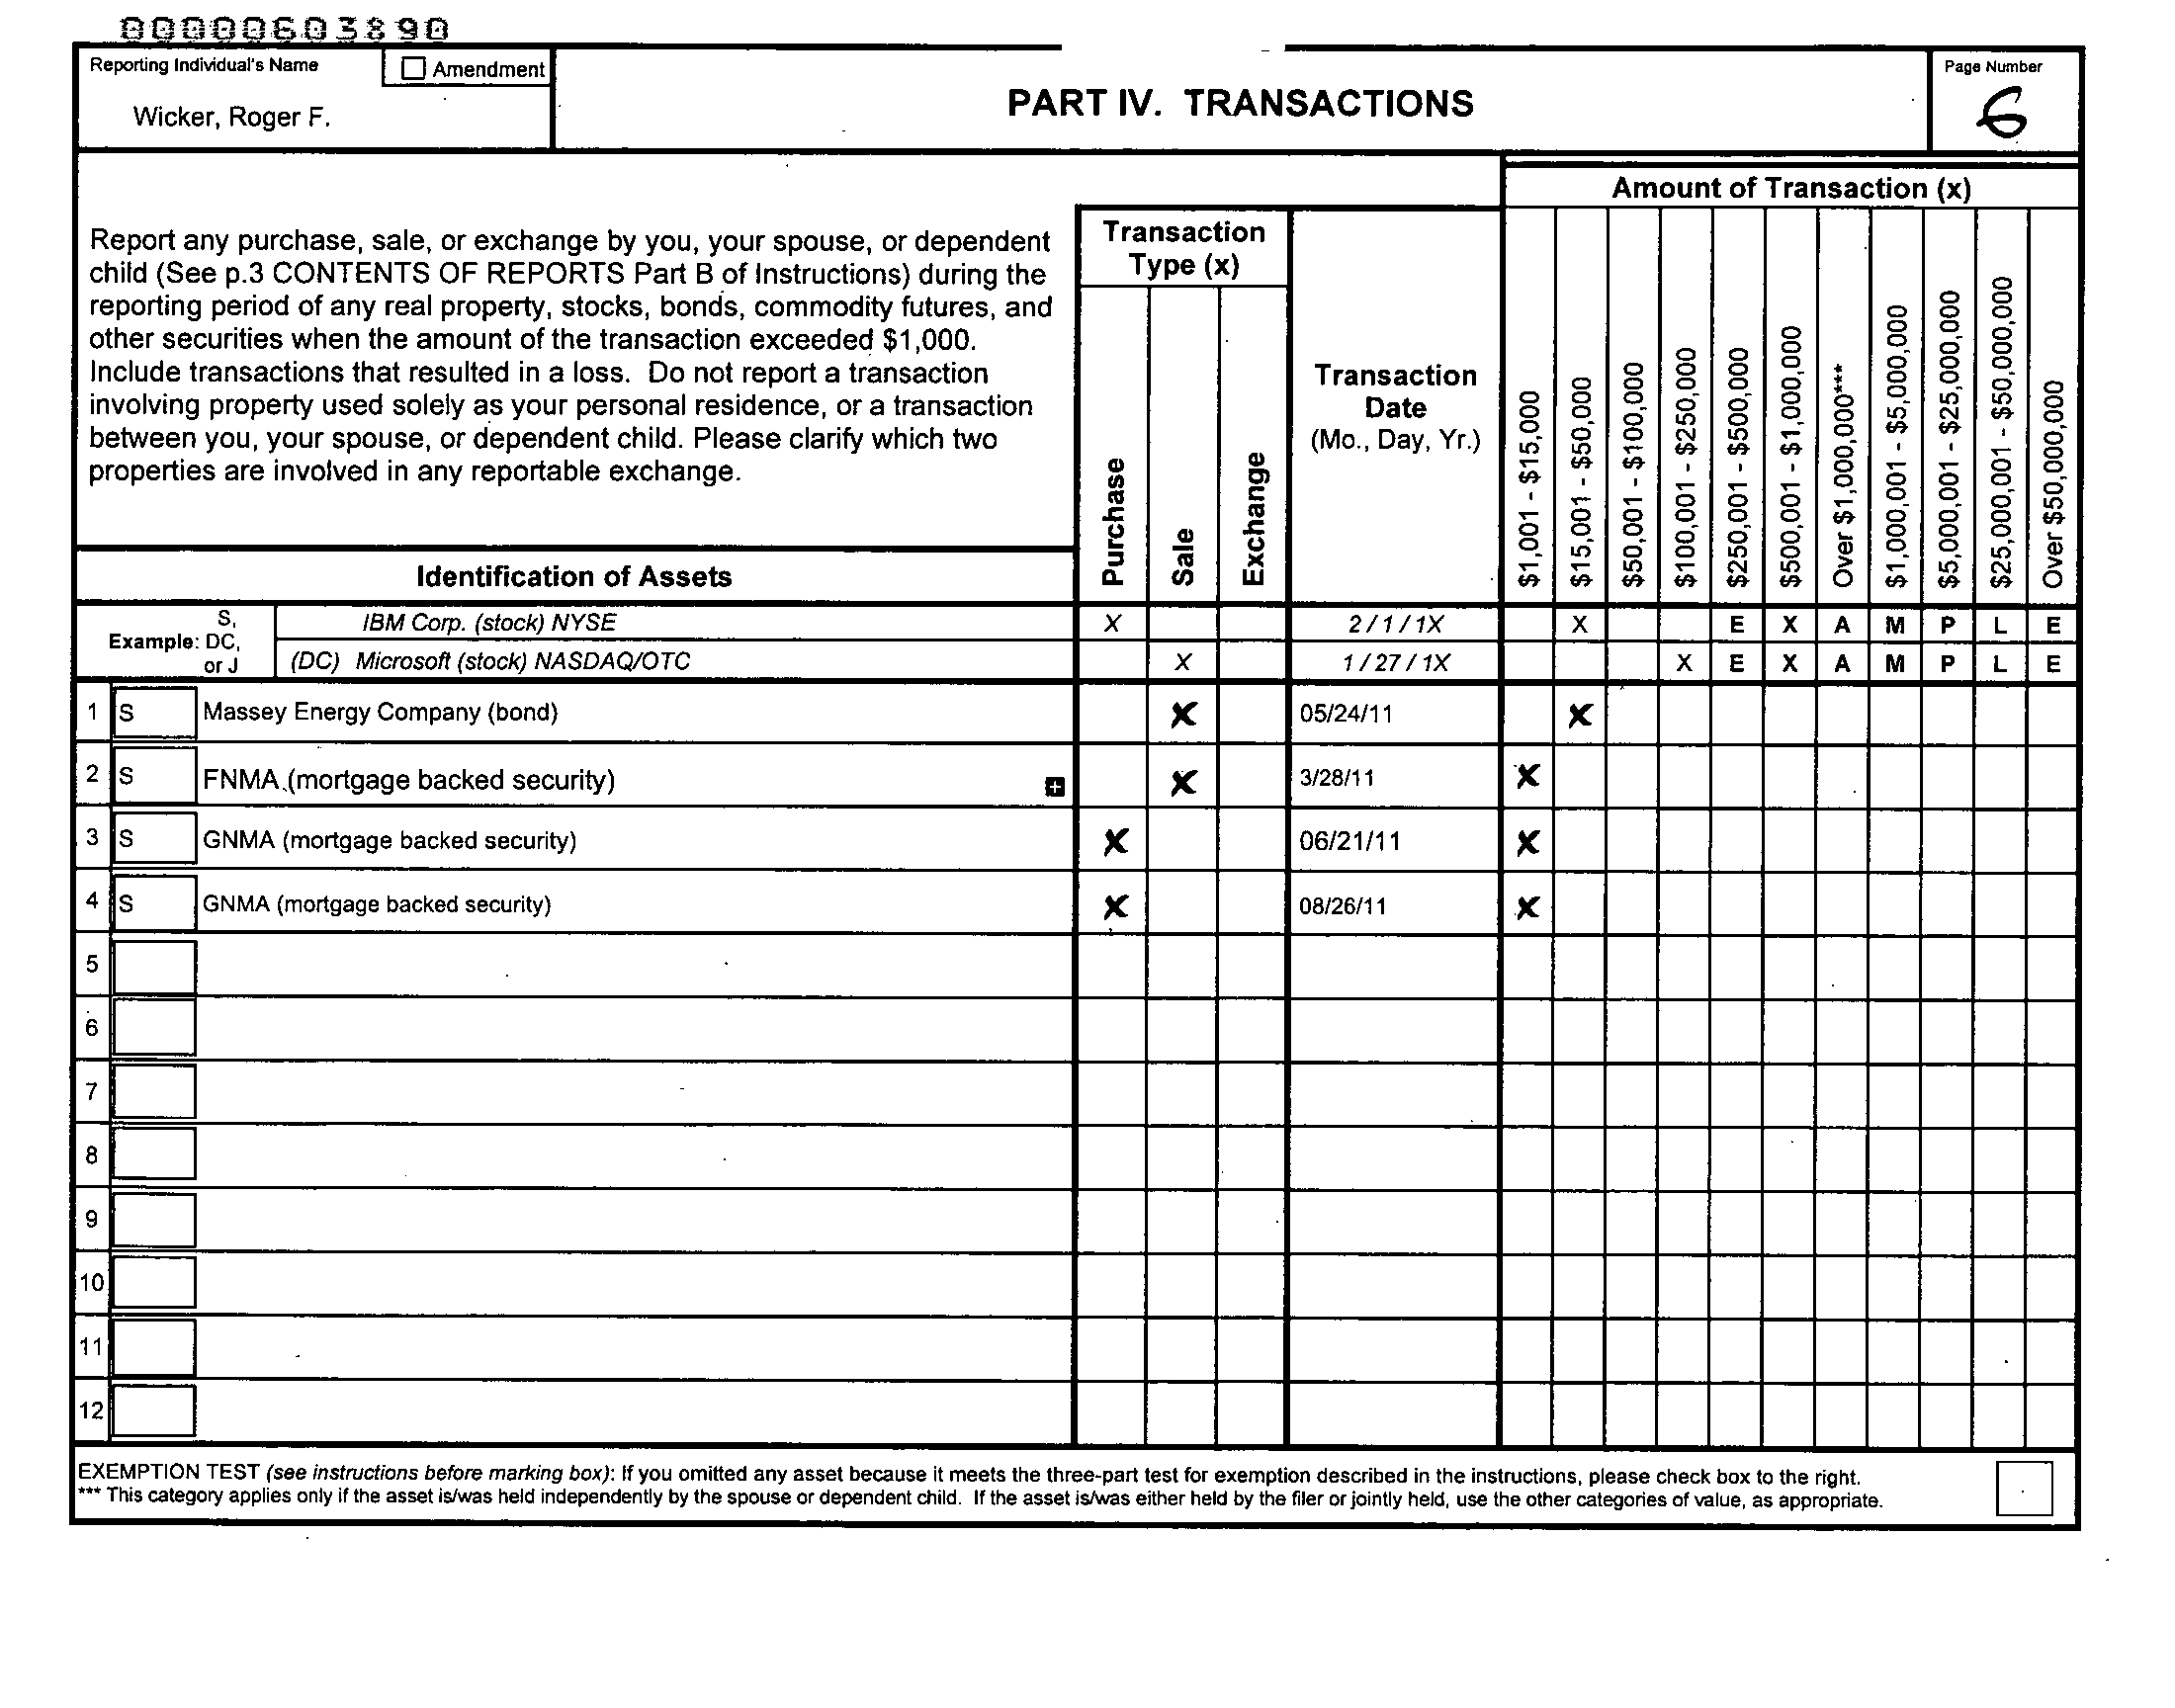 00000603890
Reporting Individual's Name
Amendment
Wicker, Roger F.
PART IV. TRANSACTIONS
Page Number
6
Amount of Transaction (x)
Report any purchase, sale, or exchange by you, your spouse, or dependent
child (See p.3 CONTENTS OF REPORTS Part B of Instructions) during the
reporting period of any real property, stocks, bonds, commodity futures, and
other securities when the amount of the transaction exceeded $1,000.
Include transactions that resulted in a loss. Do not report a transaction
involving property used solely as your personal residence, or a transaction
between you, your spouse, or dependent child. Please clarify which two
properties are involved in any reportable exchange.
Transaction
Type (x)
Purchase
Sale
Exchange
Transaction
Date
(Mo., Day, Yr.)
$1,001 - $15,000
$15,001 - $50,000
$50,001 - $100,000
$100,001 - $250,000
$250,001 - $500,000
$500,001 - $1,000,000
Over $1,000,000***
$1,000,001 - $5,000,000
$5,000,001 - $25,000,000
$25,000,001 - $50,000,000
Over $50,000,000
Identification of Assets
Example: S,
DC,
or J
IBM Corp. (stock) NYSE X 2 / 1 / 1X X E X A M P L E
(DC) Microsoft (stock) NASDAQ/OTC X 1 / 27 / 1X X E X A M P L E
1 S Massey Energy Company (bond) X 05/24/11 X
2 S FNMA (mortgage backed security) X 3/28/11 X
3 S GNMA (mortgage backed security) X 06/21/11 X
4 S GNMA (mortgage backed security) X 08/26/11 X
5
6
7
8
9
10
11
12
EXEMPTION TEST (see instructions before marking box): If you omitted any asset because it meets the three-part test for exemption described in the instructions, please check box to the right.
*** This category applies only if the asset is/was held independently by the spouse or dependent child. If the asset is/was either held by the filer or jointly held, use the other categories of value, as appropriate.